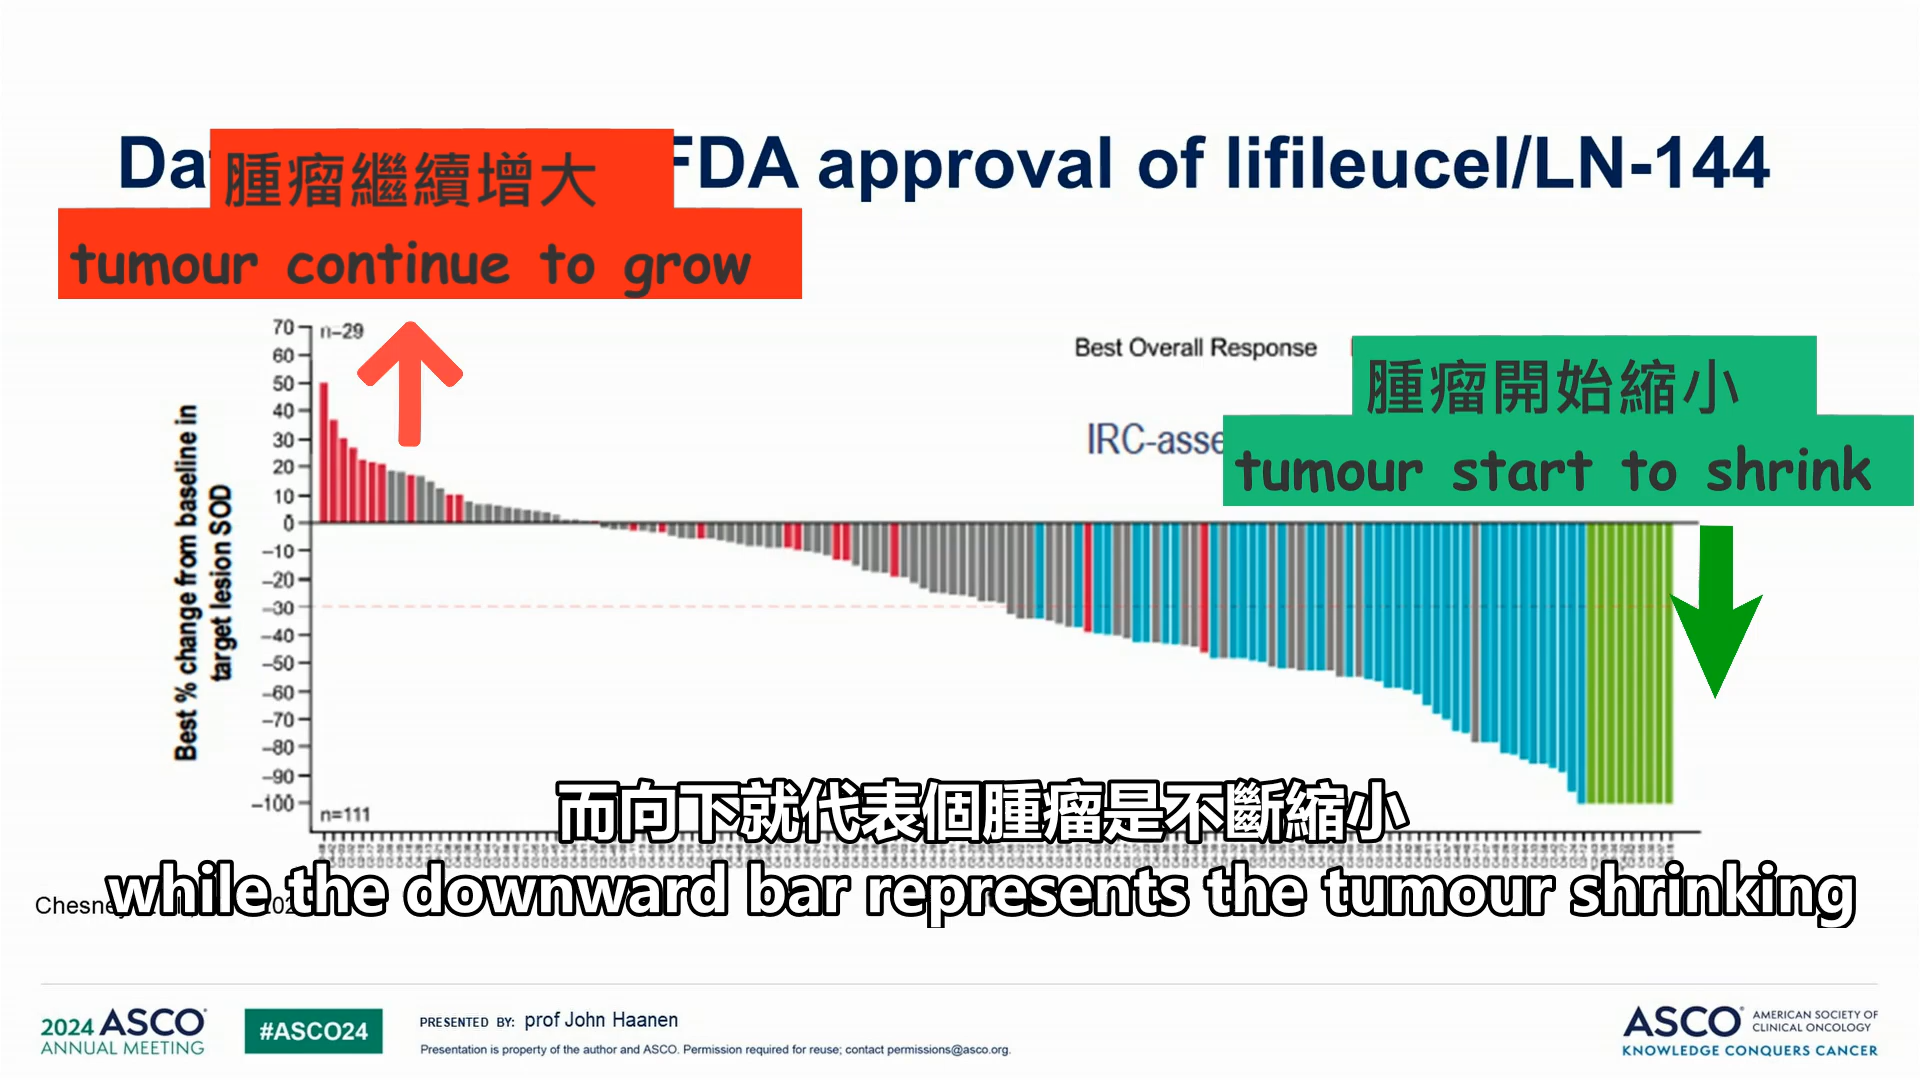 Da FDA approval of lifileucel/LN-144
腫瘤繼續增大
tumour continue to grow
70
n=29
60
50
40
30
20
10
0
–10
–20
–30
–40
–50
–60
–70
–80
–90
–100
n=111
Best % change from baseline in
target lesion SOD
Best Overall Response
IRC-asse
腫瘤開始縮小
tumour start to shrink
而向下就代表個腫瘤是不斷縮小
while the downward bar represents the tumour shrinking
Chesney
2024 ASCO
ANNUAL MEETING
#ASCO24
PRESENTED BY: prof John Haanen
Presentation is property of the author and ASCO. Permission required for reuse; contact permissions@asco.org.
ASCO
AMERICAN SOCIETY OF
CLINICAL ONCOLOGY
KNOWLEDGE CONQUERS CANCER